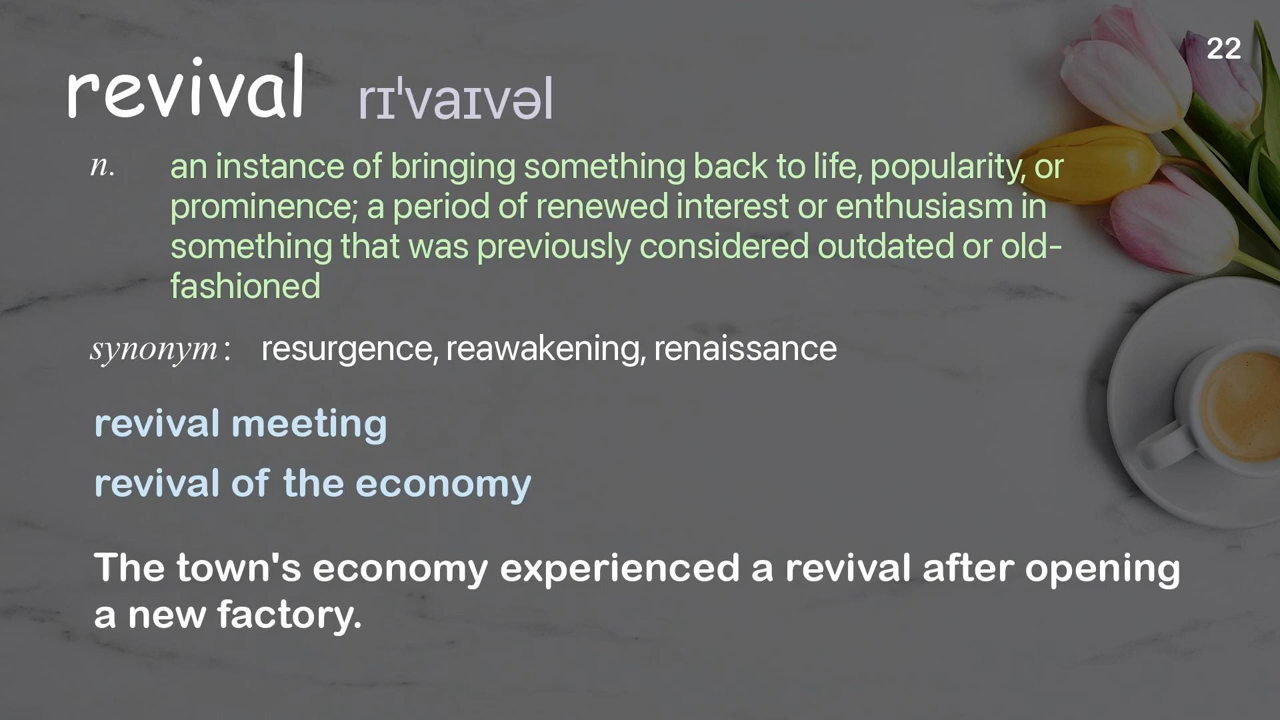 22
revival rɪˈvaɪvəl
n. an instance of bringing something back to life, popularity, or
prominence; a period of renewed interest or enthusiasm in
something that was previously considered outdated or old-
fashioned
synonym: resurgence, reawakening, renaissance
revival meeting
revival of the economy
The town's economy experienced a revival after opening
a new factory.